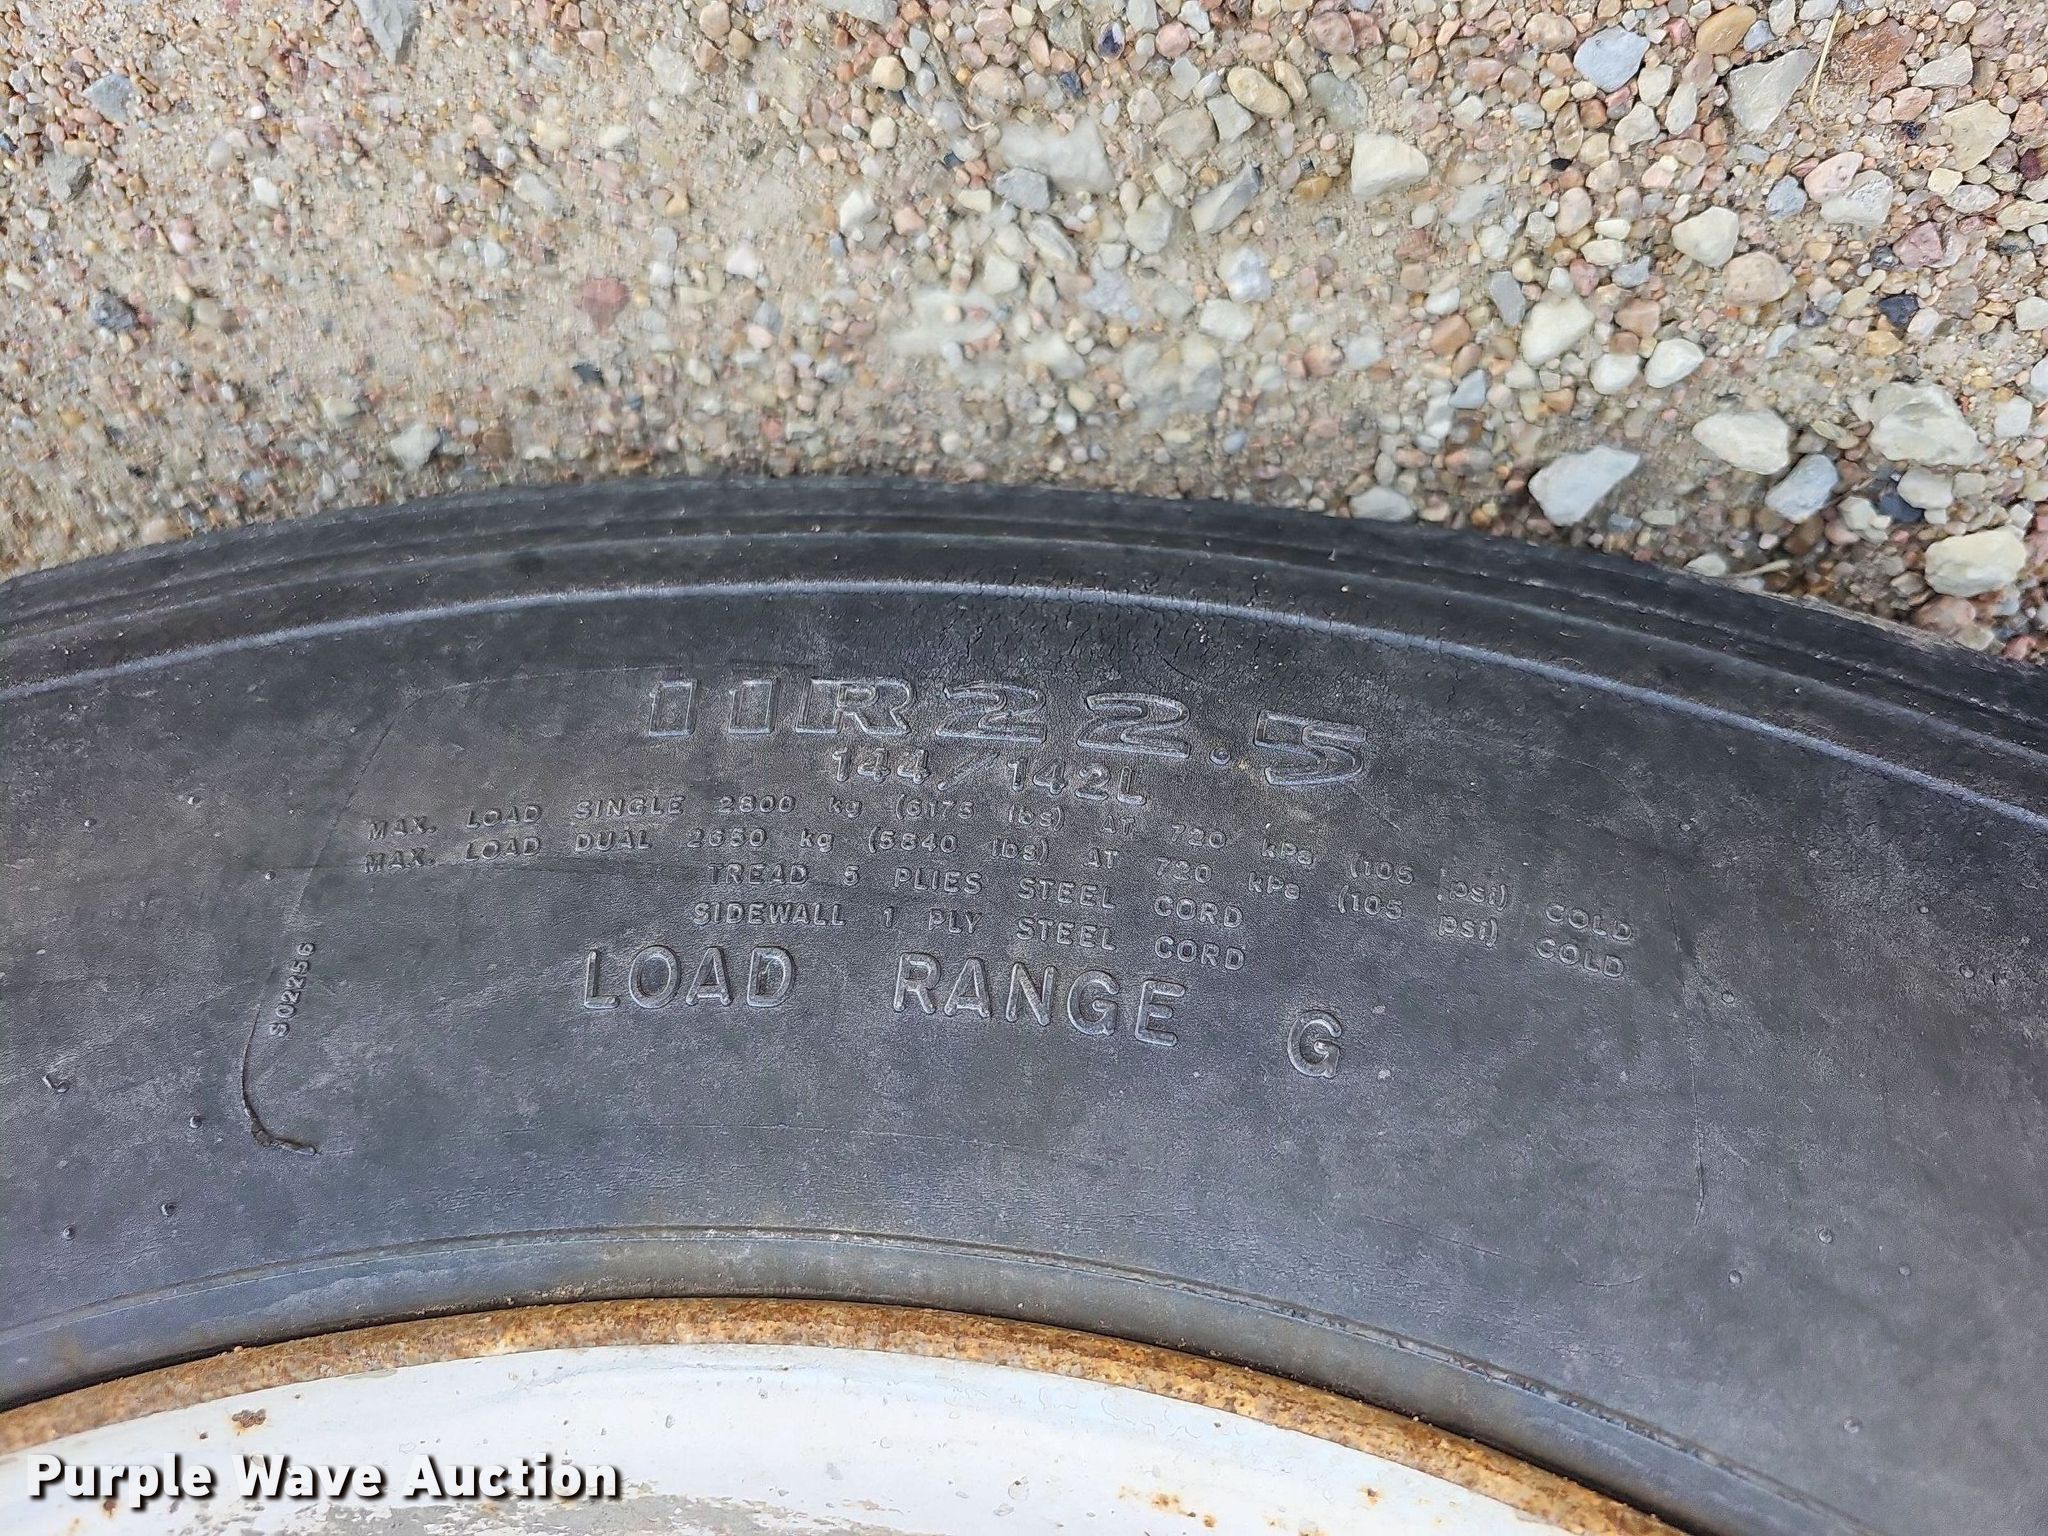 11R22.5
144/142L
MAX. LOAD SINGLE 2800 kg (6175 lbs) AT 720 kPa (105 psi) COLD
MAX. LOAD DUAL 2650 kg (5840 lbs) AT 720 kPa (105 psi) COLD
TREAD 5 PLIES STEEL CORD
SIDEWALL 1 PLY STEEL CORD
LOAD RANGE G
S02256
Purple Wave Auction